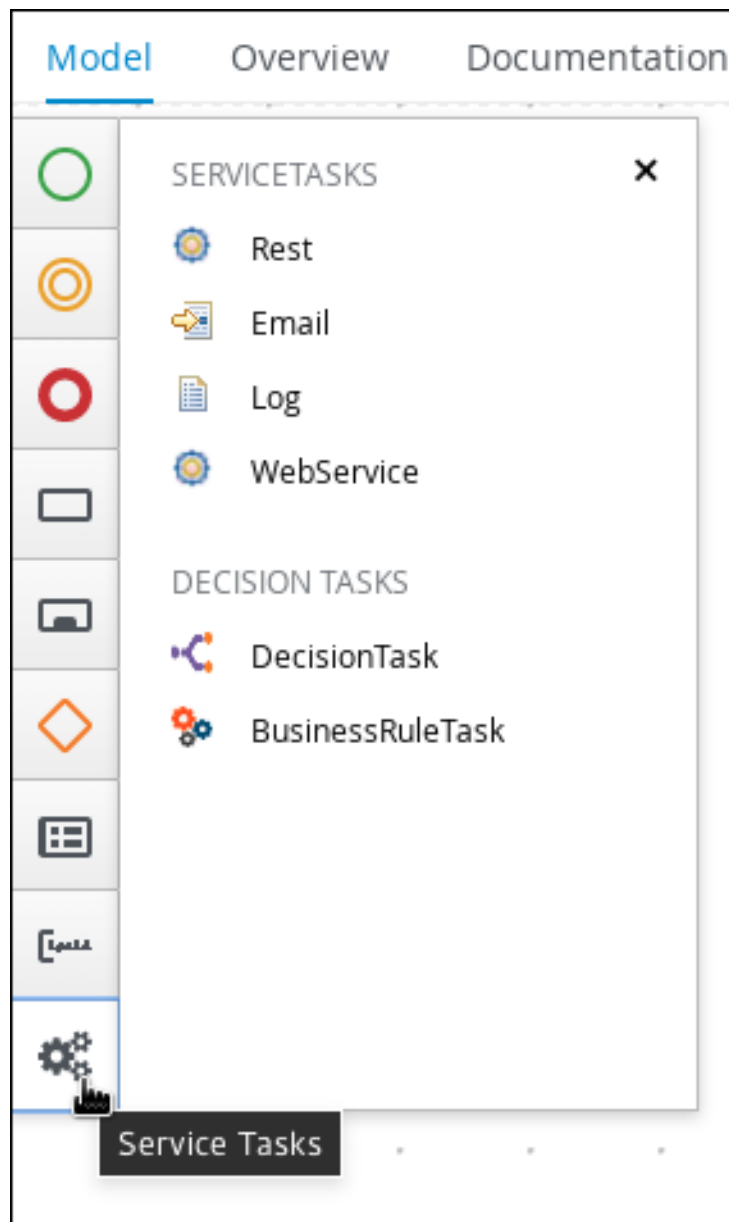 Model Overview Documentation
SERVICETASKS
Rest
Email
Log
WebService
DECISION TASKS
DecisionTask
BusinessRuleTask
Service Tasks